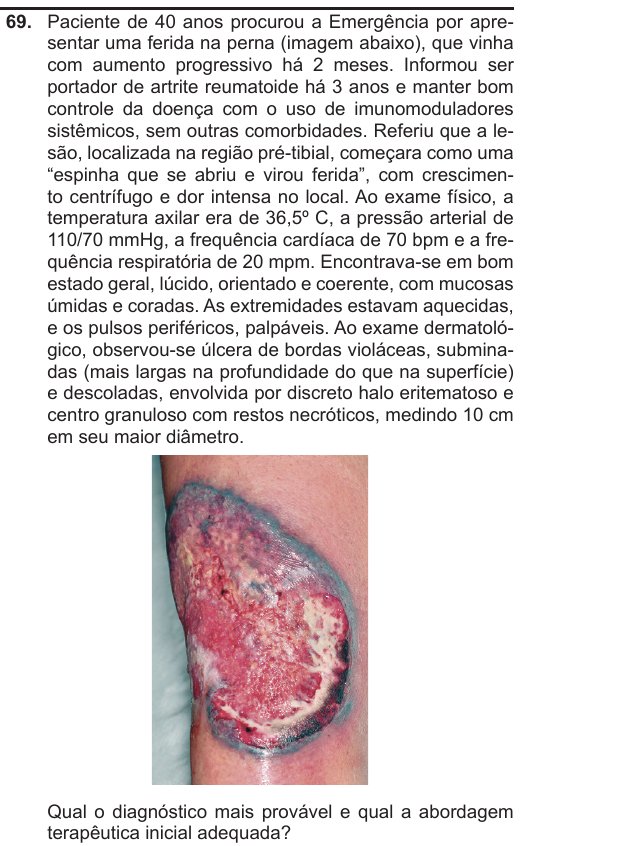 69. Paciente de 40 anos procurou a Emergência por apre-
sentar uma ferida na perna (imagem abaixo), que vinha
com aumento progressivo há 2 meses. Informou ser
portador de artrite reumatoide há 3 anos e manter bom
controle da doença com o uso de imunomoduladores
sistêmicos, sem outras comorbidades. Referiu que a le-
são, localizada na região pré-tibial, começara como uma
“espinha que se abriu e virou ferida”, com crescimen-
to centrífugo e dor intensa no local. Ao exame físico, a
temperatura axilar era de 36,5º C, a pressão arterial de
110/70 mmHg, a frequência cardíaca de 70 bpm e a fre-
quência respiratória de 20 mpm. Encontrava-se em bom
estado geral, lúcido, orientado e coerente, com mucosas
úmidas e coradas. As extremidades estavam aquecidas,
e os pulsos periféricos, palpáveis. Ao exame dermatoló-
gico, observou-se úlcera de bordas violáceas, submina-
das (mais largas na profundidade do que na superfície)
e descoladas, envolvida por discreto halo eritematoso e
centro granuloso com restos necróticos, medindo 10 cm
em seu maior diâmetro.
Qual o diagnóstico mais provável e qual a abordagem
terapêutica inicial adequada?